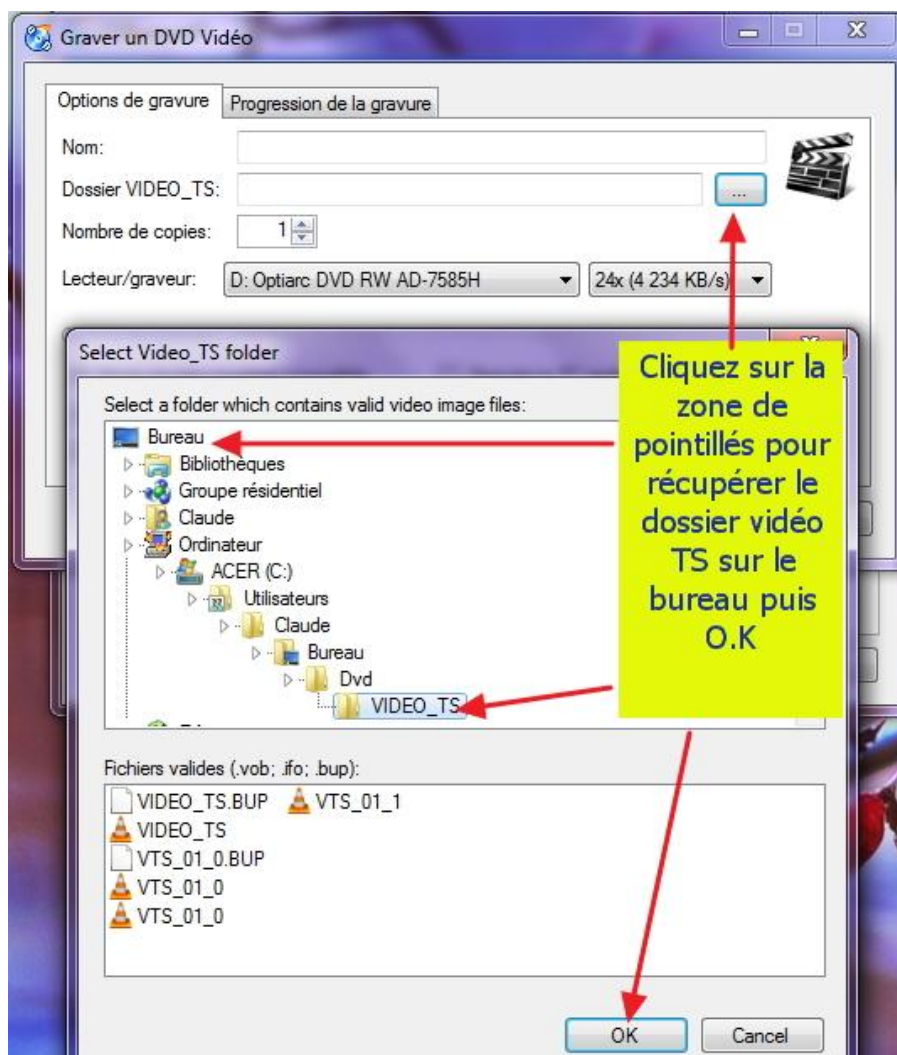 Graver un DVD Vidéo
Options de gravure
Progression de la gravure
Nom:
Dossier VIDEO_TS:
...
Nombre de copies:
1
Lecteur/graveur:
D: Optiarc DVD RW AD-7585H
24x (4 234 KB/s)
Select Video_TS folder
Select a folder which contains valid video image files:
Bureau
Bibliothèques
Groupe résidentiel
Claude
Ordinateur
ACER (C:)
Utilisateurs
Claude
Bureau
Dvd
VIDEO_TS
Cliquez sur la
zone de
pointillés pour
récupérer le
dossier vidéo
TS sur le
bureau puis
O.K
Fichiers valides (.vob; .ifo; .bup):
VIDEO_TS.BUP VTS_01_1
VIDEO_TS
VTS_01_0.BUP
VTS_01_0
VTS_01_0
OK
Cancel